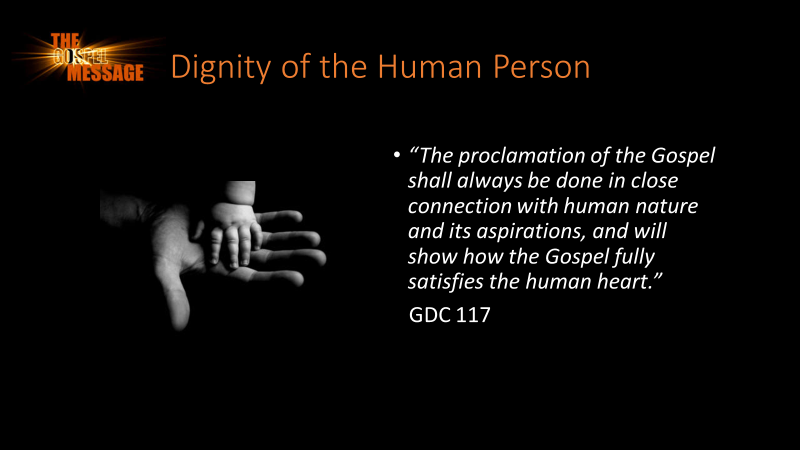 THE
GOSPEL
MESSAGE
Dignity of the Human Person
• “The proclamation of the Gospel
shall always be done in close
connection with human nature
and its aspirations, and will
show how the Gospel fully
satisfies the human heart.”
GDC 117